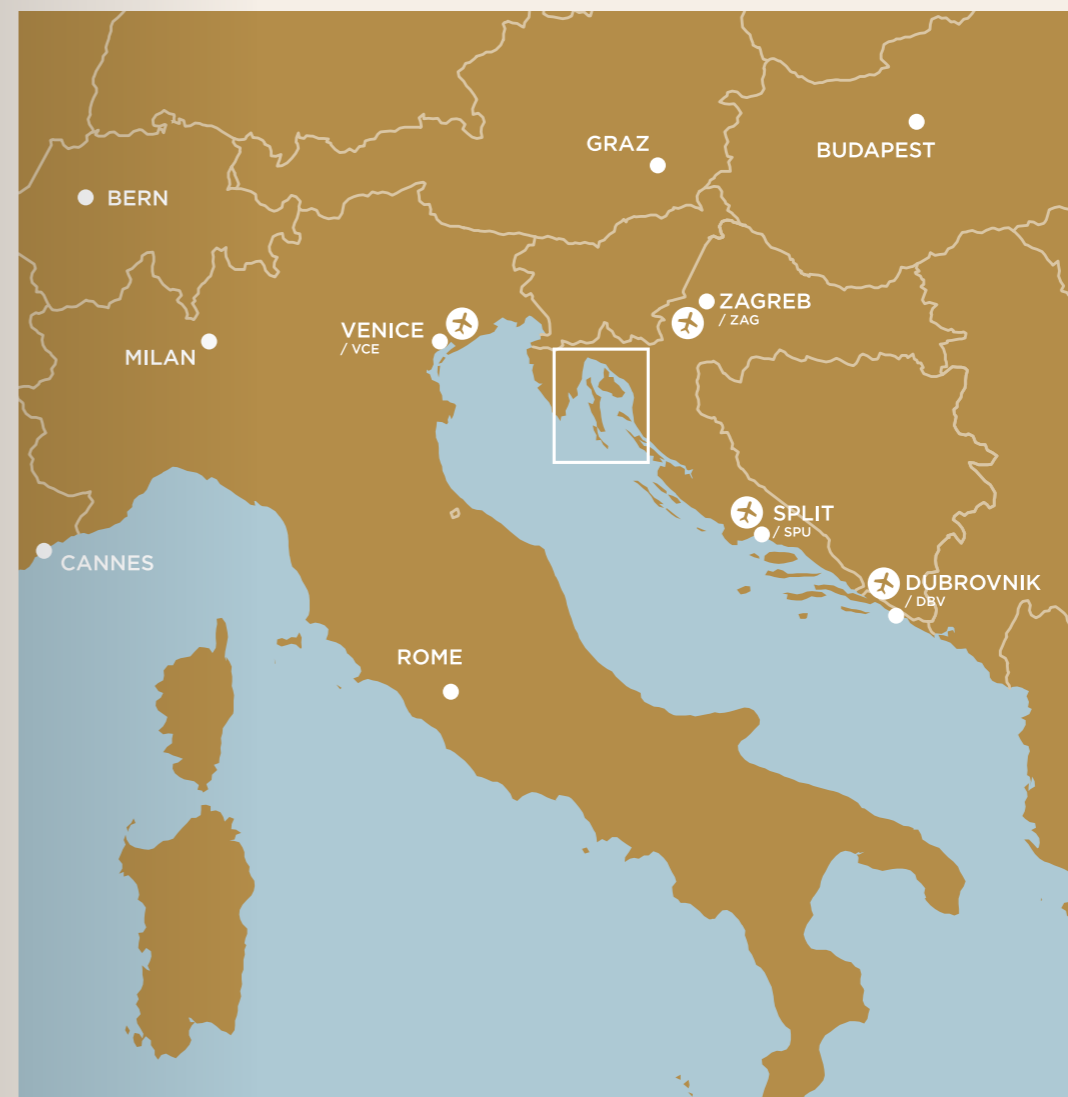 GRAZ
BUDAPEST
BERN
ZAGREB
/ ZAG
VENICE
/ VCE
MILAN
SPLIT
/ SPU
CANNES
DUBROVNIK
/ DBV
ROME